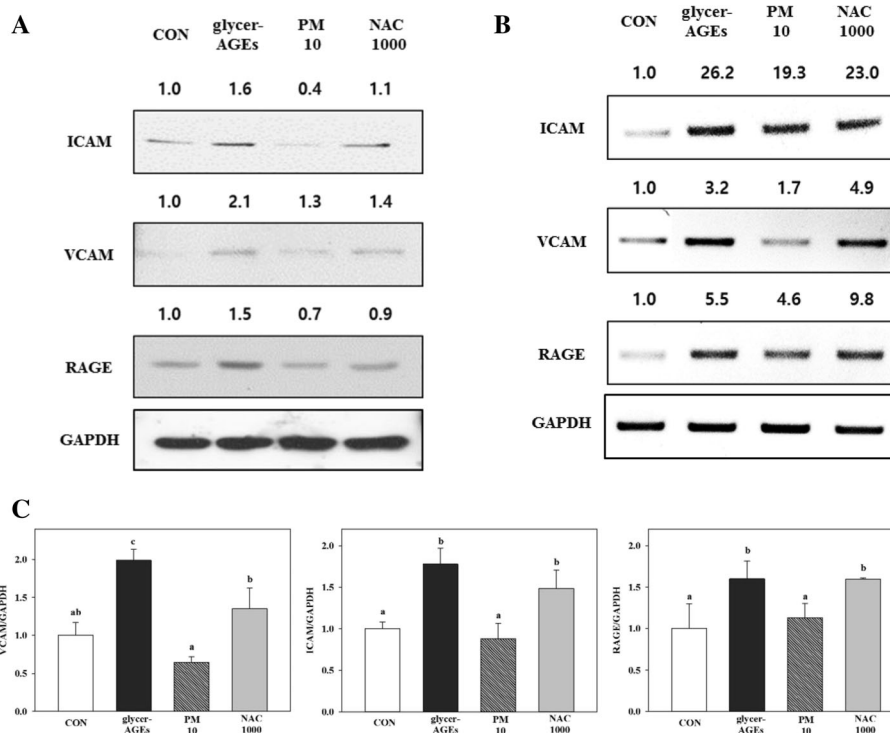 A
CON glycer- AGEs PM 10 NAC 1000
1.0 1.6 0.4 1.1
ICAM
1.0 2.1 1.3 1.4
VCAM
1.0 1.5 0.7 0.9
RAGE
GAPDH
B
CON glycer- AGEs PM 10 NAC 1000
1.0 26.2 19.3 23.0
ICAM
1.0 3.2 1.7 4.9
VCAM
1.0 5.5 4.6 9.8
RAGE
GAPDH
C
VCAM/GAPDH
2.0
1.5
1.0
0.5
0.0
ab c a b
CON glycer- AGEs PM 10 NAC 1000
ICAM/GAPDH
2.0
1.5
1.0
0.5
0.0
a b a b
CON glycer- AGEs PM 10 NAC 1000
RAGE/GAPDH
2.0
1.5
1.0
0.5
0.0
a b a b
CON glycer- AGEs PM 10 NAC 1000